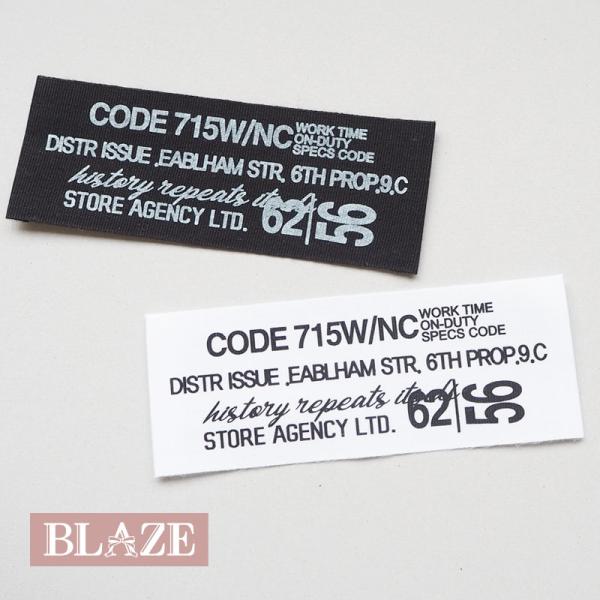 CODE 715W/NC WORK TIME
ON-DUTY
SPECS CODE
DISTR ISSUE .EABLHAM STR. 6TH PROP.9.C
history repeats itself 62|56
STORE AGENCY LTD.
CODE 715W/NC WORK TIME
ON-DUTY
SPECS CODE
DISTR ISSUE .EABLHAM STR. 6TH PROP.9.C
history repeats itself 62|56
STORE AGENCY LTD.
BLAZE